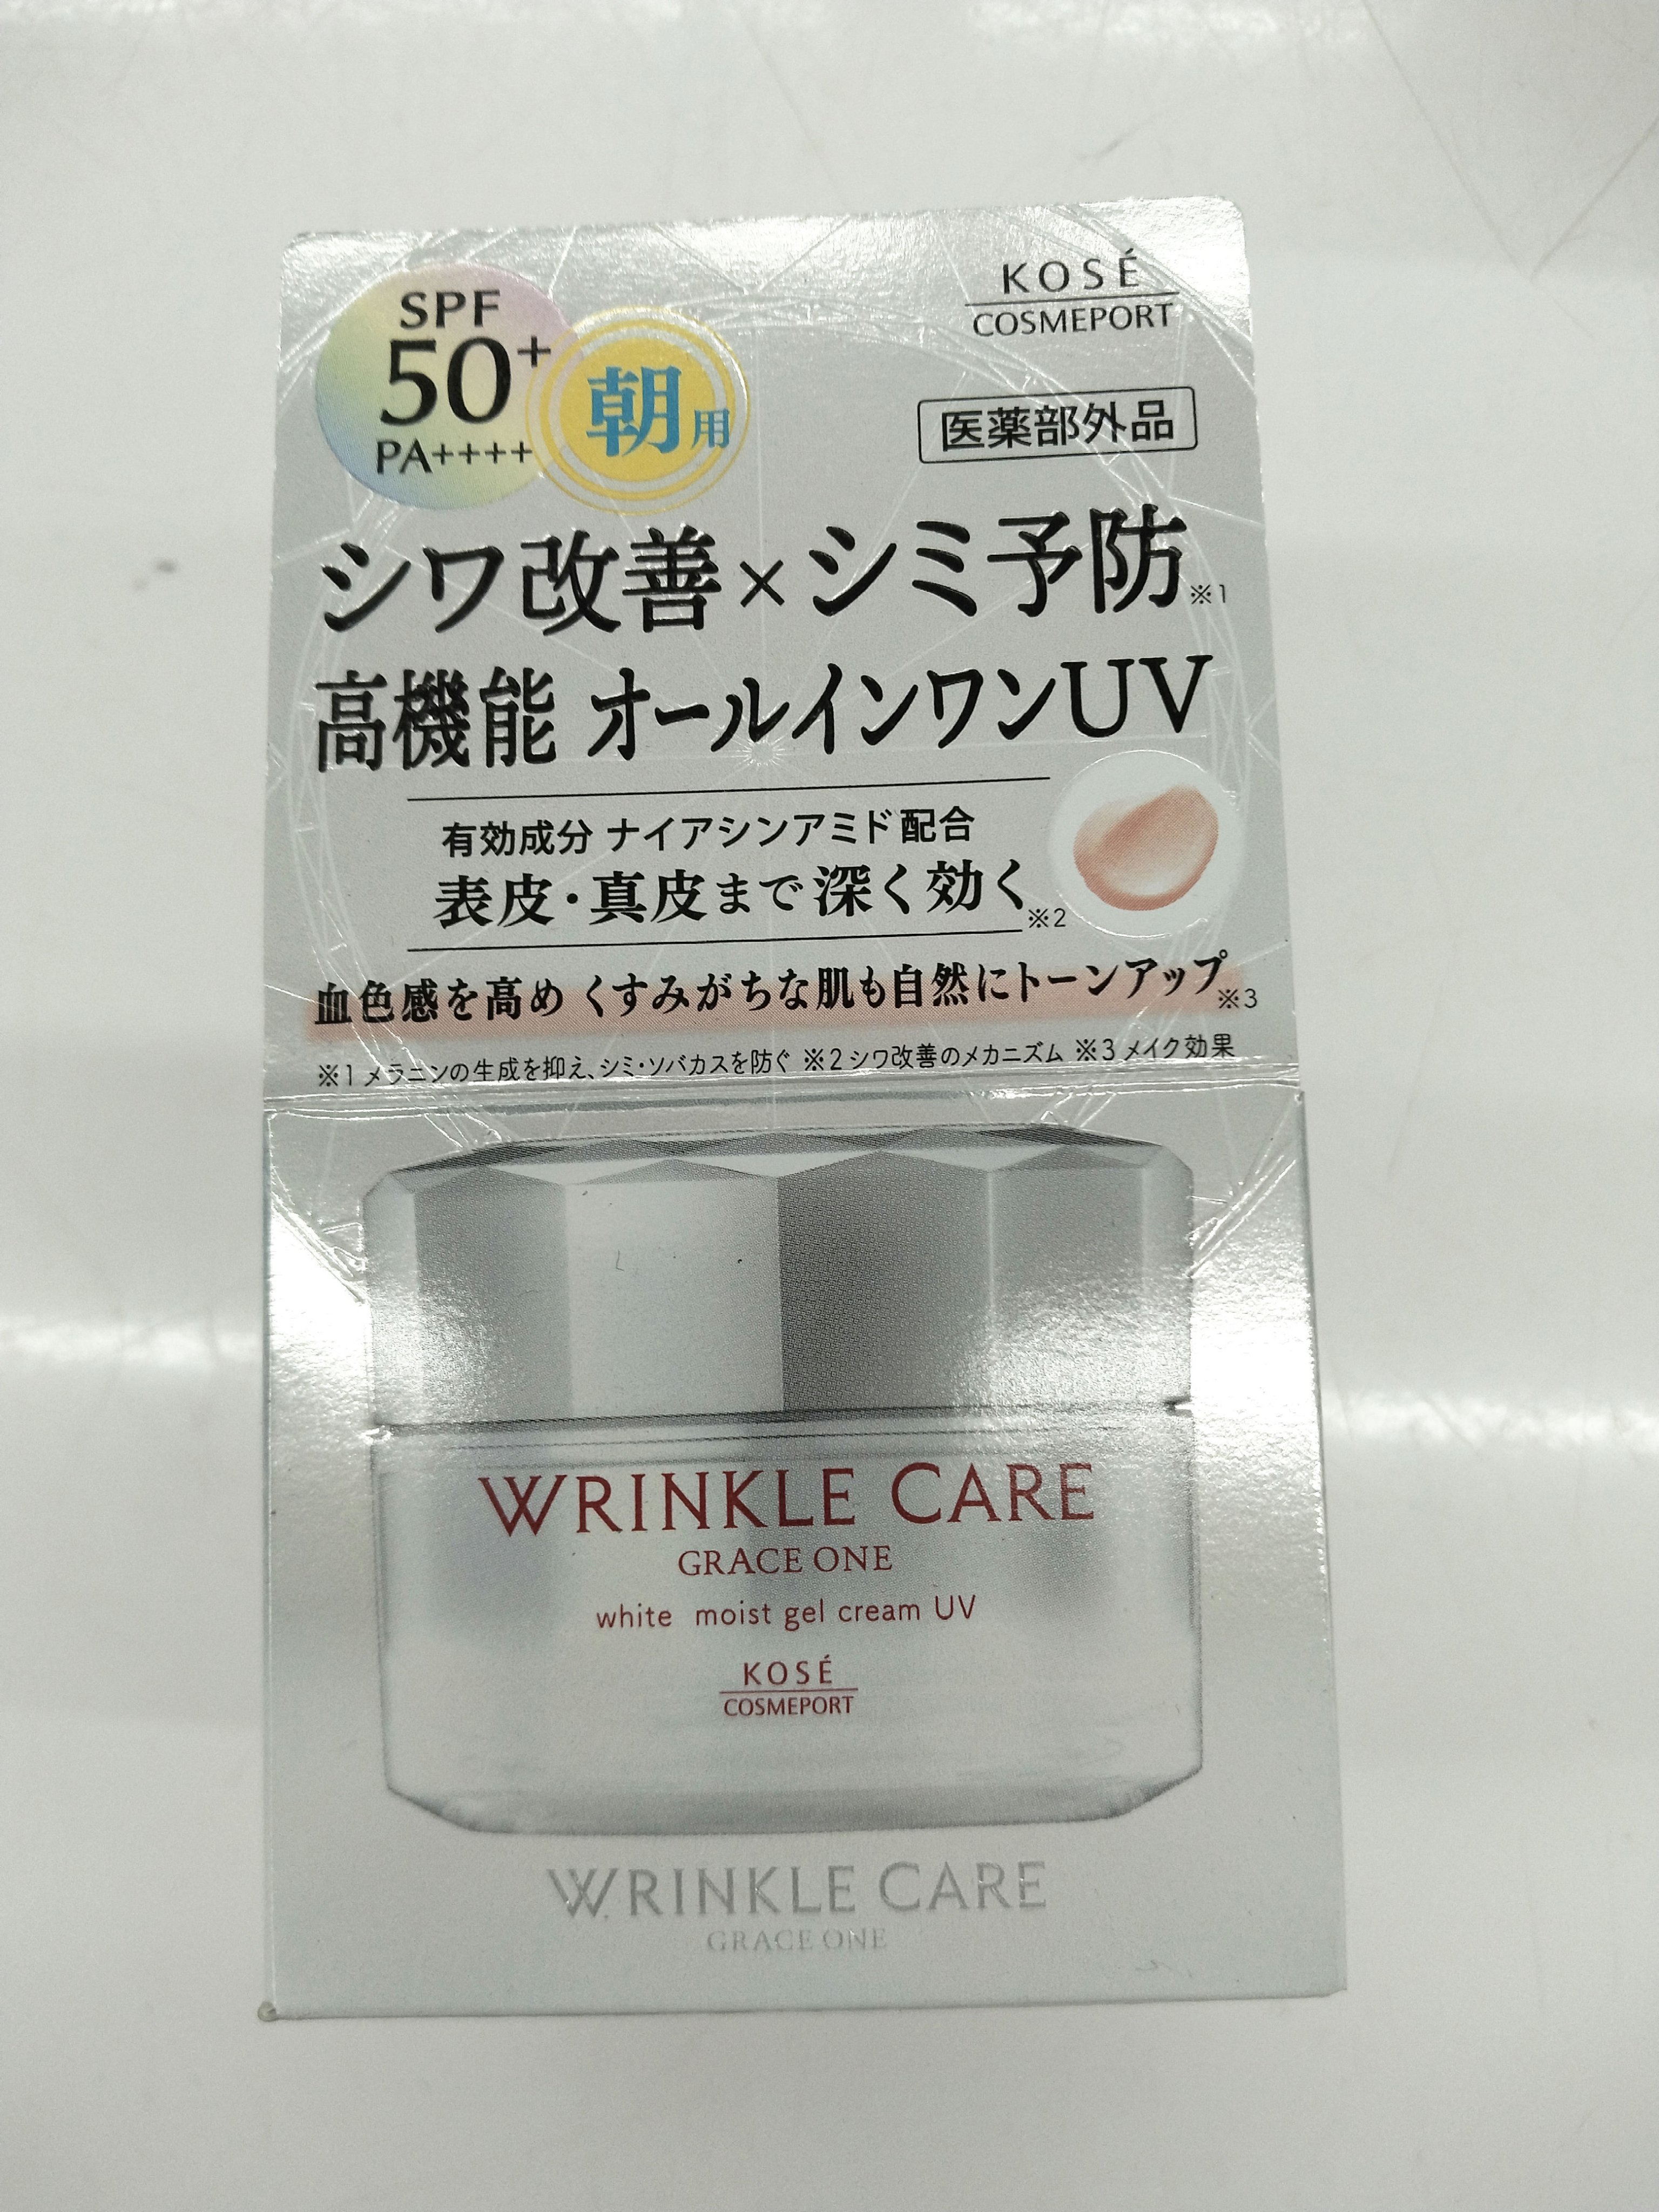 SPF
50+
PA++++
朝用
KOSÉ
COSMEPORT
医薬部外品
シワ改善×シミ予防※1
高機能 オールインワンUV
有効成分 ナイアシンアミド配合
表皮・真皮まで深く効く※2
血色感を高め くすみがちな肌も自然にトーンアップ※3
※1 メラニンの生成を抑え、シミ・ソバカスを防ぐ ※2 シワ改善のメカニズム ※3 メイク効果
WRINKLE CARE
GRACE ONE
white moist gel cream UV
KOSÉ
COSMEPORT
WRINKLE CARE
GRACE ONE